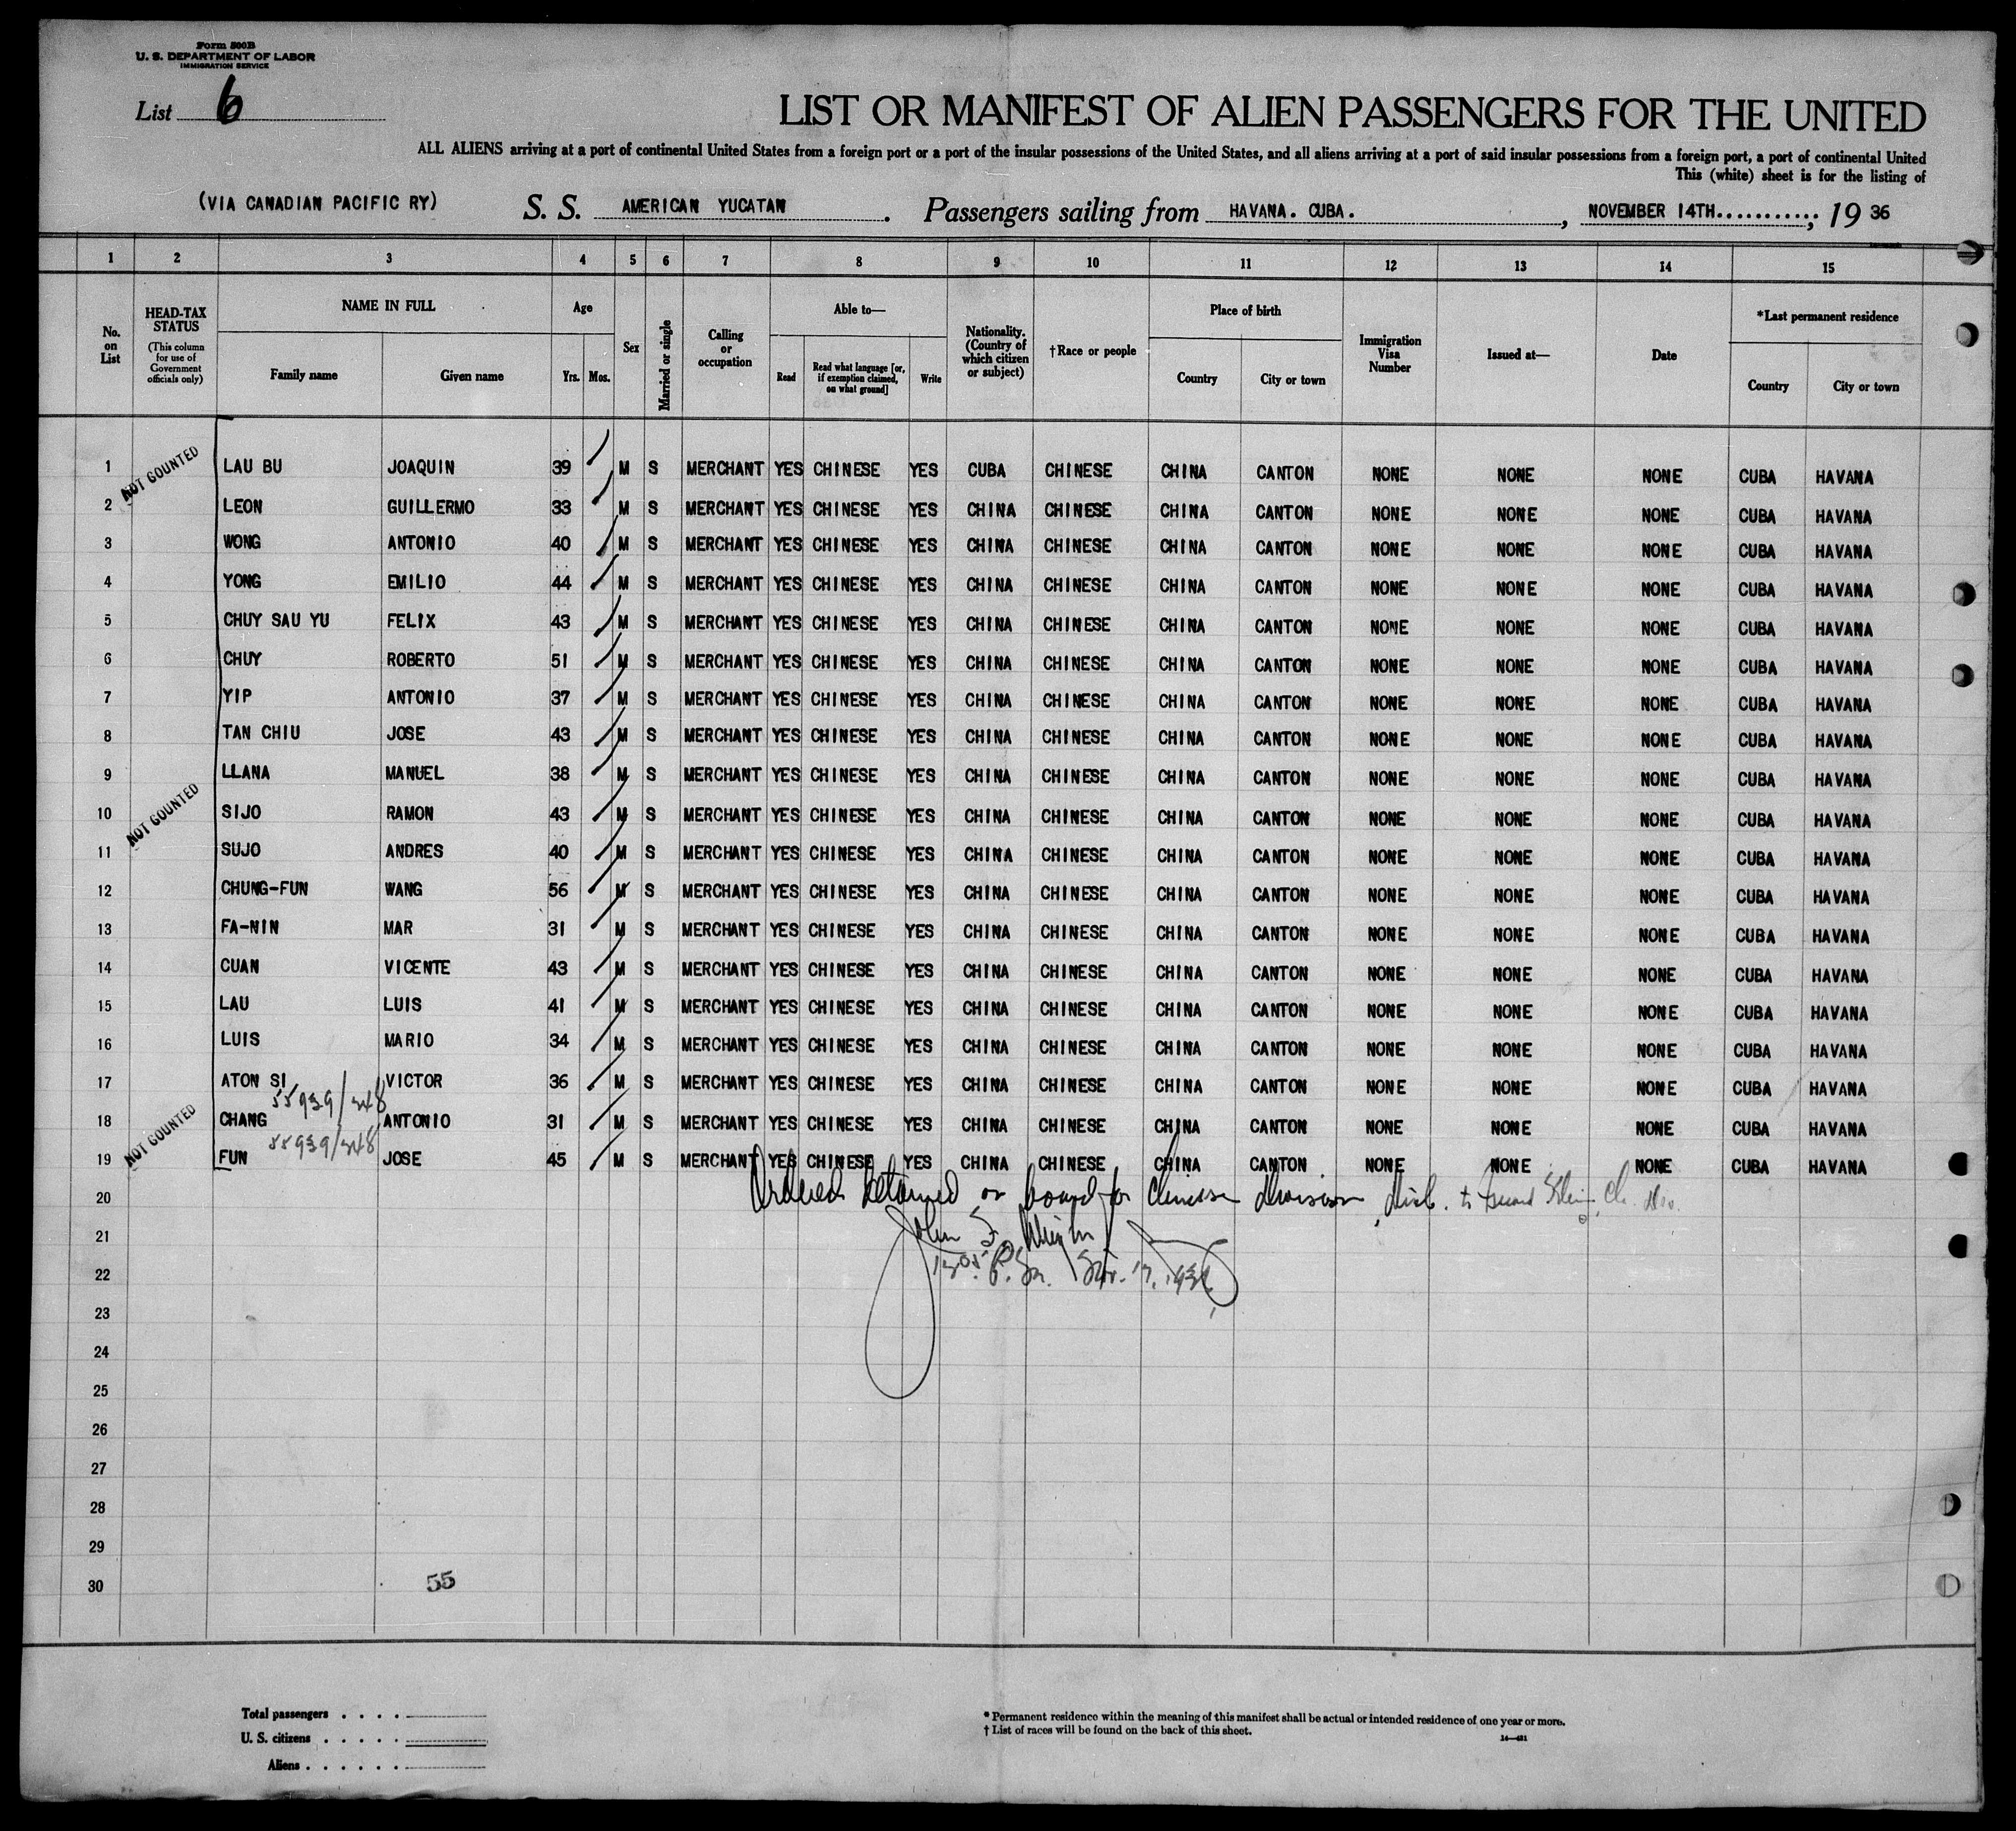 Form 500B
U. S. DEPARTMENT OF LABOR
IMMIGRATION SERVICE
List 6
LIST OR MANIFEST OF ALIEN PASSENGERS FOR THE UNITED
ALL ALIENS arriving at a port of continental United States from a foreign port or a port of the insular possessions of the United States, and all aliens arriving at a port of said insular possessions from a foreign port, a port of continental United
This (white) sheet is for the listing of
(VIA CANADIAN PACIFIC RY) S. S. AMERICAN YUCATAN. Passengers sailing from HAVANA. CUBA. , NOVEMBER 14TH..........., 19 36
1 2 3 4 5 6 7 8 9 10 11 12 13 14 15
No. on List HEAD-TAX STATUS (This column for use of Government officials only) NAME IN FULL Family name Given name Age Yrs. Mos. Sex Married or single Calling or occupation Able to— Read Read what language [or, if exemption claimed, on what ground] Write Nationality. (Country of which citizen or subject) †Race or people Place of birth Country City or town Immigration Visa Number Issued at— Date *Last permanent residence Country City or town
NOT COUNTED
1 LAU BU JOAQUIN 39 M S MERCHANT YES CHINESE YES CUBA CHINESE CHINA CANTON NONE NONE NONE CUBA HAVANA
2 LEON GUILLERMO 33 M S MERCHANT YES CHINESE YES CHINA CHINESE CHINA CANTON NONE NONE NONE CUBA HAVANA
3 WONG ANTONIO 40 M S MERCHANT YES CHINESE YES CHINA CHINESE CHINA CANTON NONE NONE NONE CUBA HAVANA
4 YONG EMILIO 44 M S MERCHANT YES CHINESE YES CHINA CHINESE CHINA CANTON NONE NONE NONE CUBA HAVANA
5 CHUY SAU YU FELIX 43 M S MERCHANT YES CHINESE YES CHINA CHINESE CHINA CANTON NONE NONE NONE CUBA HAVANA
6 CHUY ROBERTO 51 M S MERCHANT YES CHINESE YES CHINA CHINESE CHINA CANTON NONE NONE NONE CUBA HAVANA
7 YIP ANTONIO 37 M S MERCHANT YES CHINESE YES CHINA CHINESE CHINA CANTON NONE NONE NONE CUBA HAVANA
8 TAN CHIU JOSE 43 M S MERCHANT YES CHINESE YES CHINA CHINESE CHINA CANTON NONE NONE NONE CUBA HAVANA
9 LLANA MANUEL 38 M S MERCHANT YES CHINESE YES CHINA CHINESE CHINA CANTON NONE NONE NONE CUBA HAVANA
NOT COUNTED
10 SIJO RAMON 43 M S MERCHANT YES CHINESE YES CHINA CHINESE CHINA CANTON NONE NONE NONE CUBA HAVANA
11 SUJO ANDRES 40 M S MERCHANT YES CHINESE YES CHINA CHINESE CHINA CANTON NONE NONE NONE CUBA HAVANA
12 CHUNG-FUN WANG 56 M S MERCHANT YES CHINESE YES CHINA CHINESE CHINA CANTON NONE NONE NONE CUBA HAVANA
13 FA-NIN MAR 31 M S MERCHANT YES CHINESE YES CHINA CHINESE CHINA CANTON NONE NONE NONE CUBA HAVANA
14 CUAN VICENTE 43 M S MERCHANT YES CHINESE YES CHINA CHINESE CHINA CANTON NONE NONE NONE CUBA HAVANA
15 LAU LUIS 41 M S MERCHANT YES CHINESE YES CHINA CHINESE CHINA CANTON NONE NONE NONE CUBA HAVANA
16 LUIS MARIO 34 M S MERCHANT YES CHINESE YES CHINA CHINESE CHINA CANTON NONE NONE NONE CUBA HAVANA
17 ATON SI VICTOR 36 M S MERCHANT YES CHINESE YES CHINA CHINESE CHINA CANTON NONE NONE NONE CUBA HAVANA
55939/348
NOT COUNTED
18 CHANG ANTONIO 31 M S MERCHANT YES CHINESE YES CHINA CHINESE CHINA CANTON NONE NONE NONE CUBA HAVANA
55939/348
19 FUN JOSE 45 M S MERCHANT YES CHINESE YES CHINA CHINESE CHINA CANTON NONE NONE NONE CUBA HAVANA
20 Ordered detained on board for Chinese Division
21 John
22 Nov. 17, 1936
23
24
25
26
27
28
29
30 55
Total passengers . . . .
U. S. citizens . . . . .
Aliens . . . . . .
* Permanent residence within the meaning of this manifest shall be actual or intended residence of one year or more.
† List of races will be found on the back of this sheet.
14—421